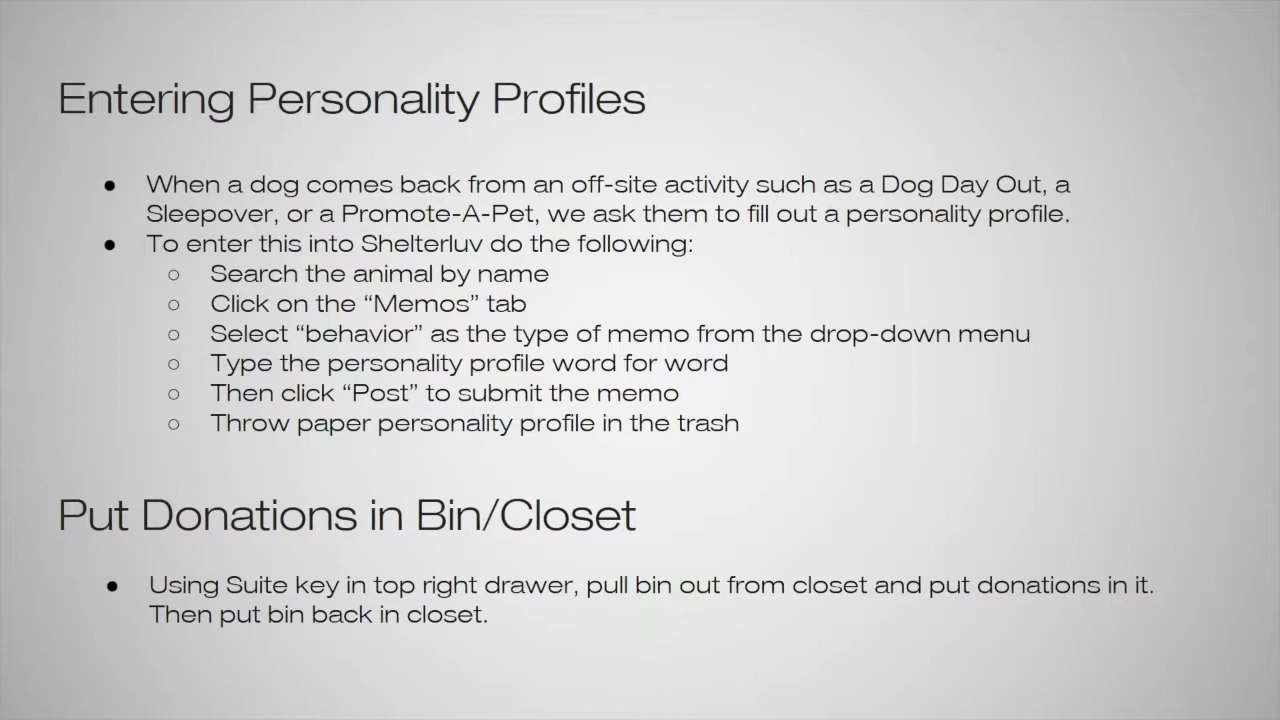 Entering Personality Profiles
● When a dog comes back from an off-site activity such as a Dog Day Out, a
Sleepover, or a Promote-A-Pet, we ask them to fill out a personality profile.
● To enter this into Shelterluv do the following:
○ Search the animal by name
○ Click on the “Memos” tab
○ Select “behavior” as the type of memo from the drop-down menu
○ Type the personality profile word for word
○ Then click “Post” to submit the memo
○ Throw paper personality profile in the trash
Put Donations in Bin/Closet
● Using Suite key in top right drawer, pull bin out from closet and put donations in it.
Then put bin back in closet.